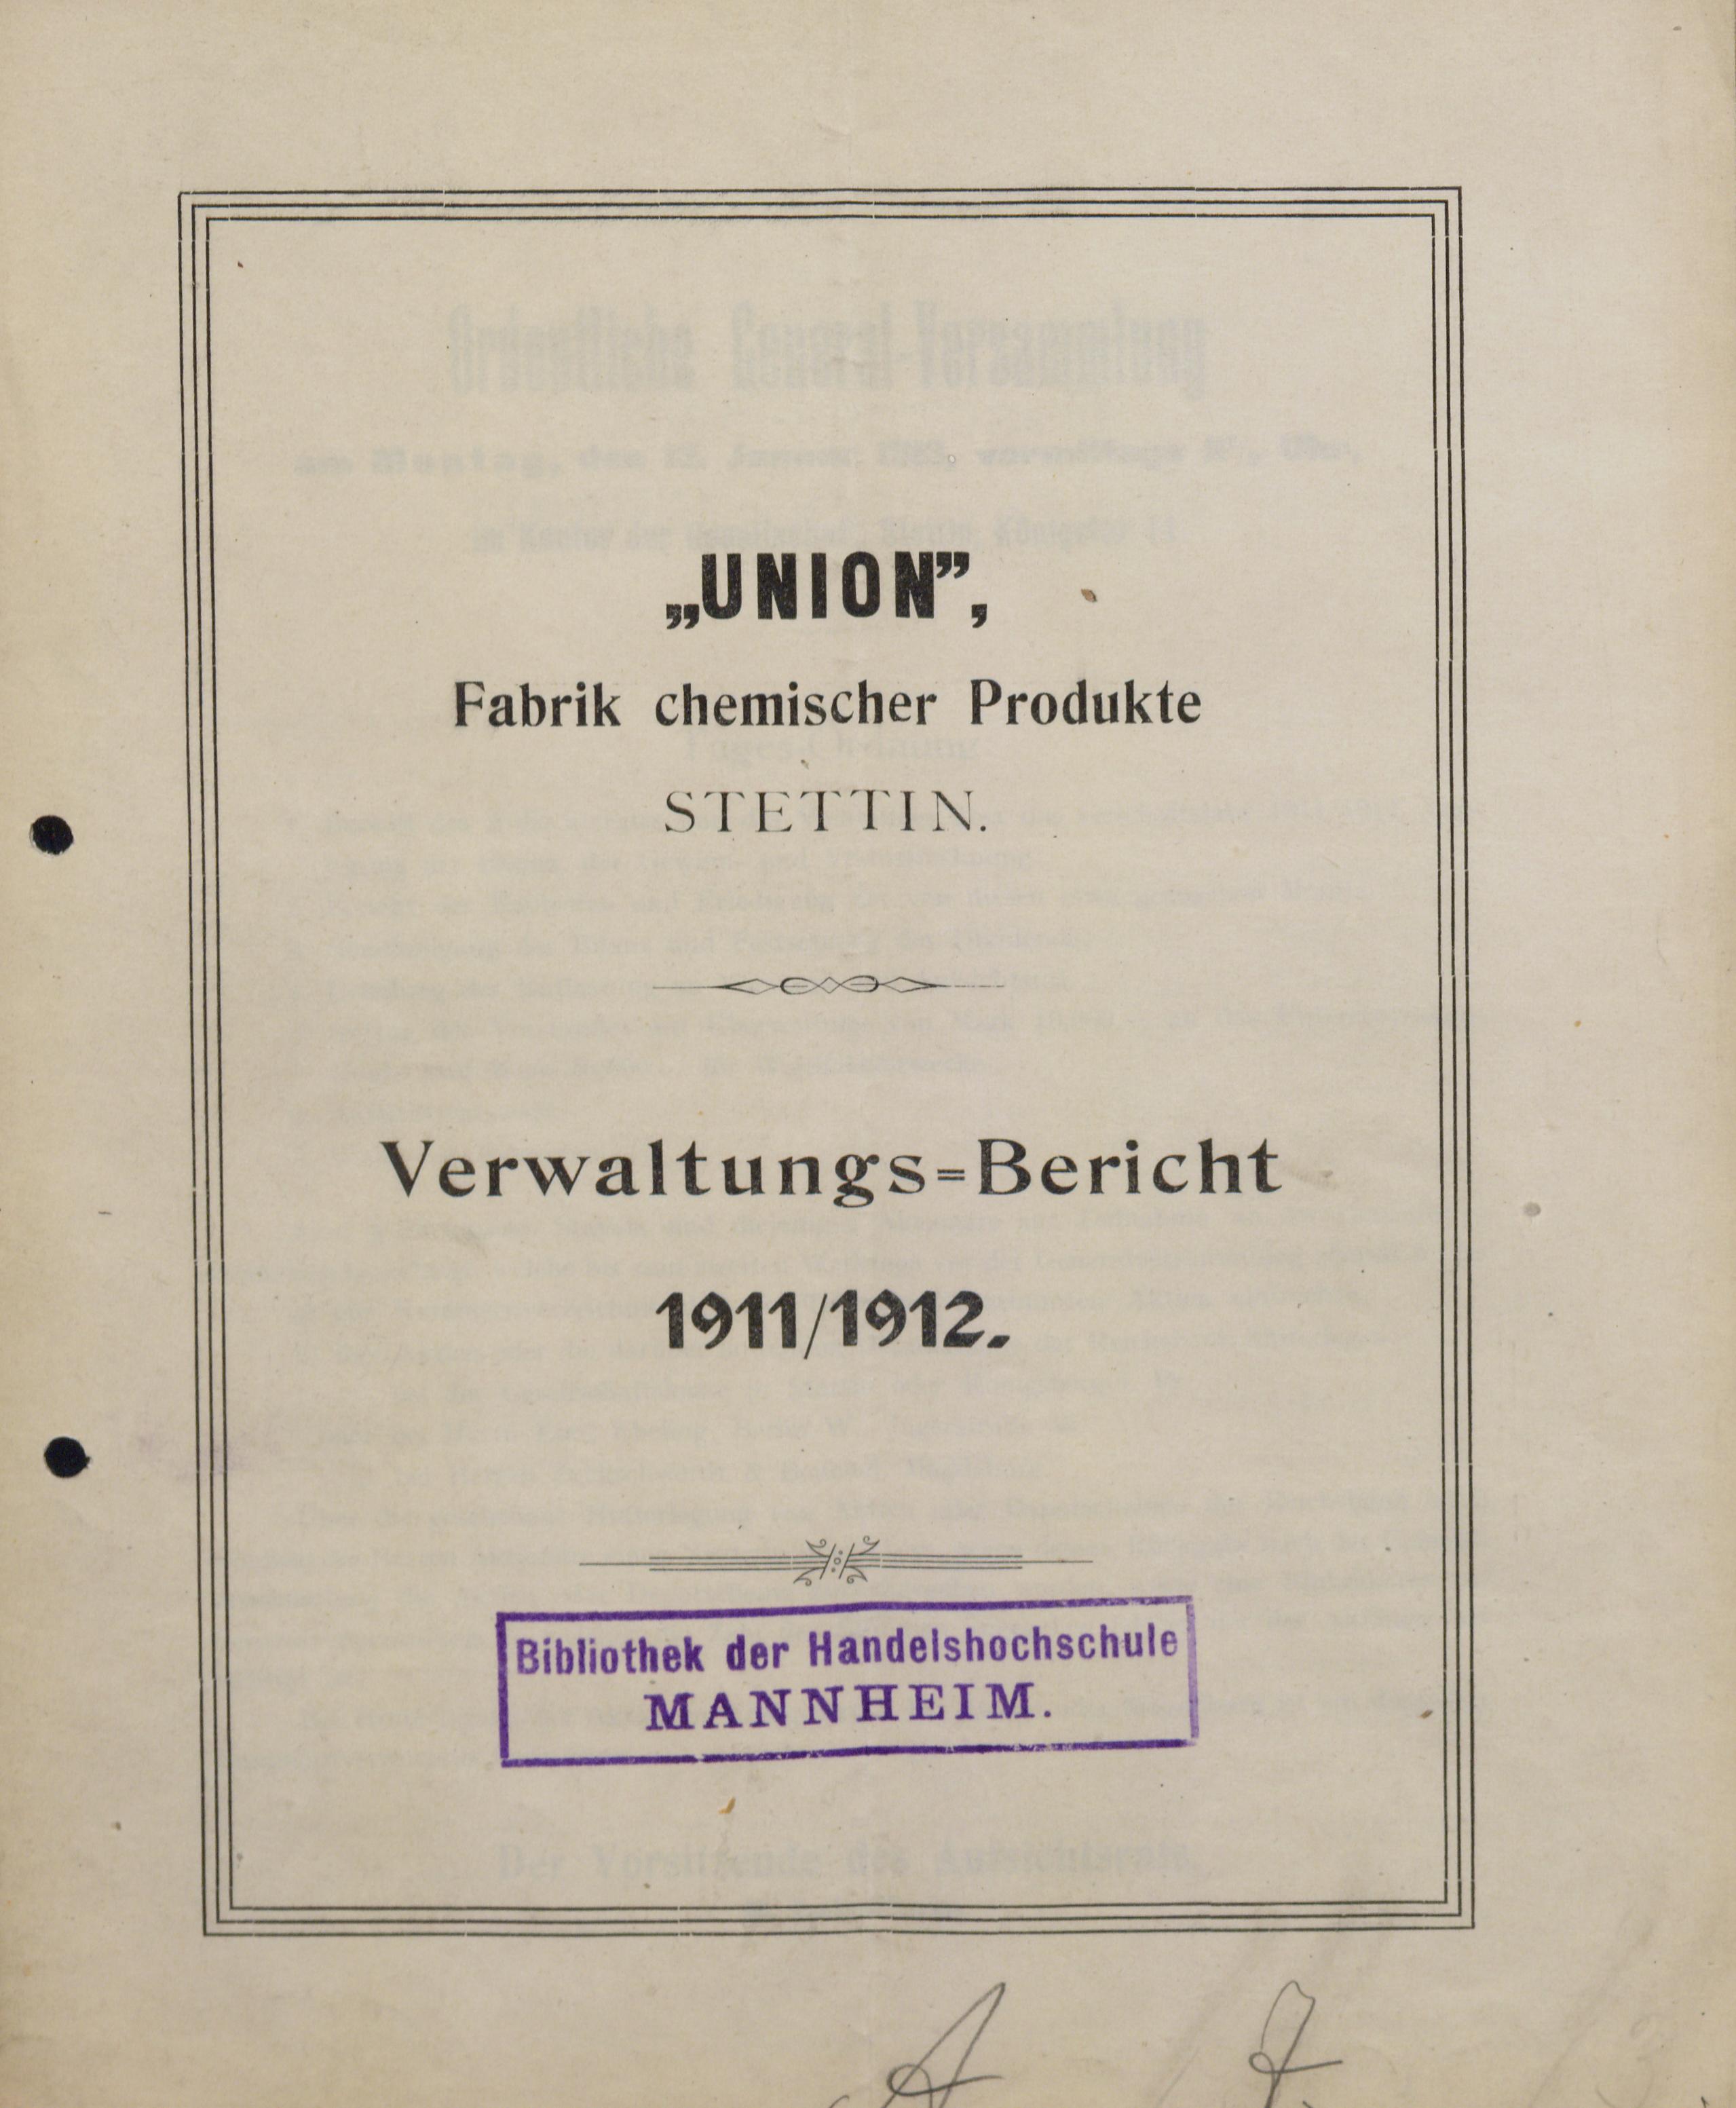 „UNION”,
Fabrik chemischer Produkte
STETTIN.
Verwaltungs=Bericht
1911/1912.
Bibliothek der Handelshochschule
MANNHEIM.